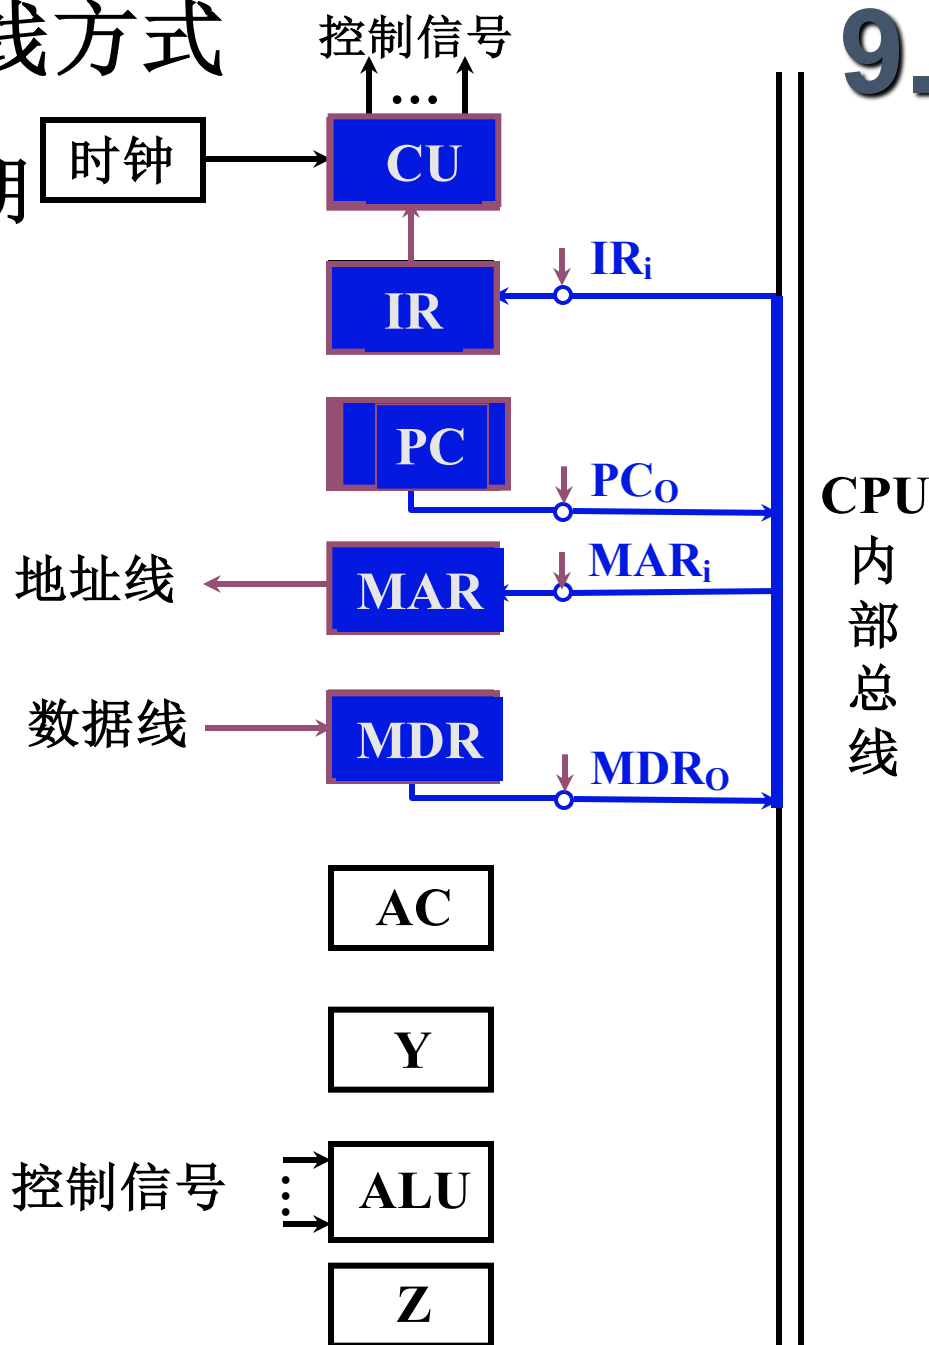 线方式
控制信号
9.
…
时钟
CU
期
IR
IRi
PC
PCO
CPU
内
部
总
线
地址线
MAR
MARi
数据线
MDR
MDRO
AC
Y
控制信号
ALU
Z